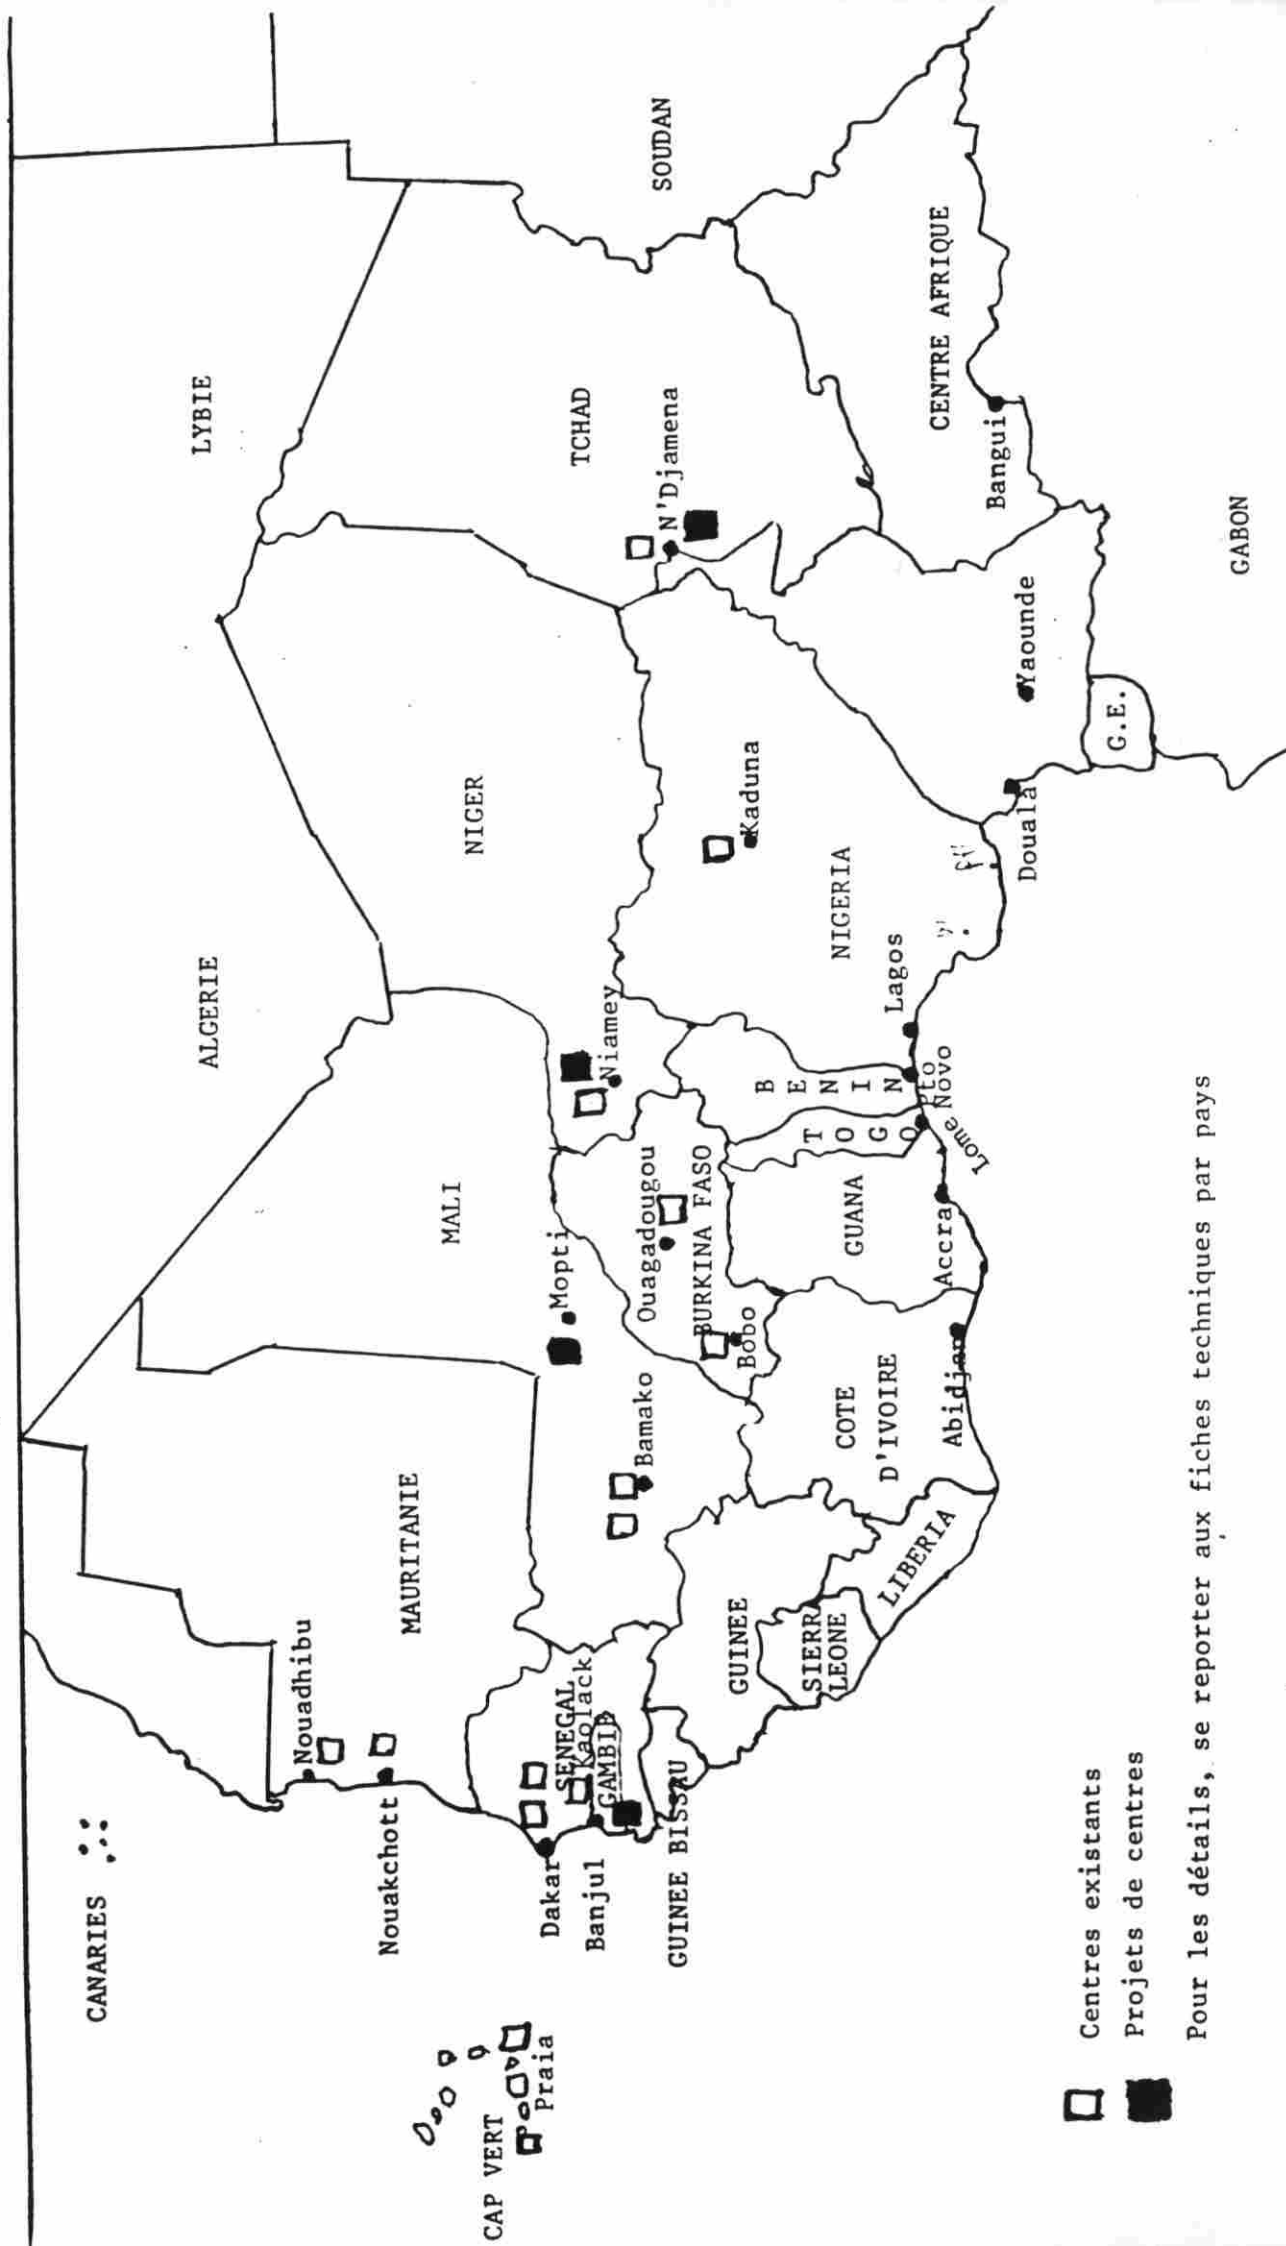 CANARIES
LYBIE
ALGERIE
SOUDAN
Nouadhibu
MAURITANIE
Nouakchott
MALI
NIGER
TCHAD
CAP VERT
Praia
Dakar
SENEGAL
Kaolack
Banjul
GAMBIE
Mopti
Niamey
N'Djamena
Bamako
Ouagadougou
GUINEE BISSAU
BURKINA FASO
Bobo
Kaduna
GUINEE
BENIN
TOGO
SIERRA
LEONE
COTE
D'IVOIRE
GUANA
NIGERIA
LIBERIA
Lagos
CENTRE AFRIQUE
Abidjan
Accra
Lome
Pto
Novo
Bangui
Douala
Yaounde
G.E.
GABON
Centres existants
Projets de centres
Pour les détails, se reporter aux fiches techniques par pays